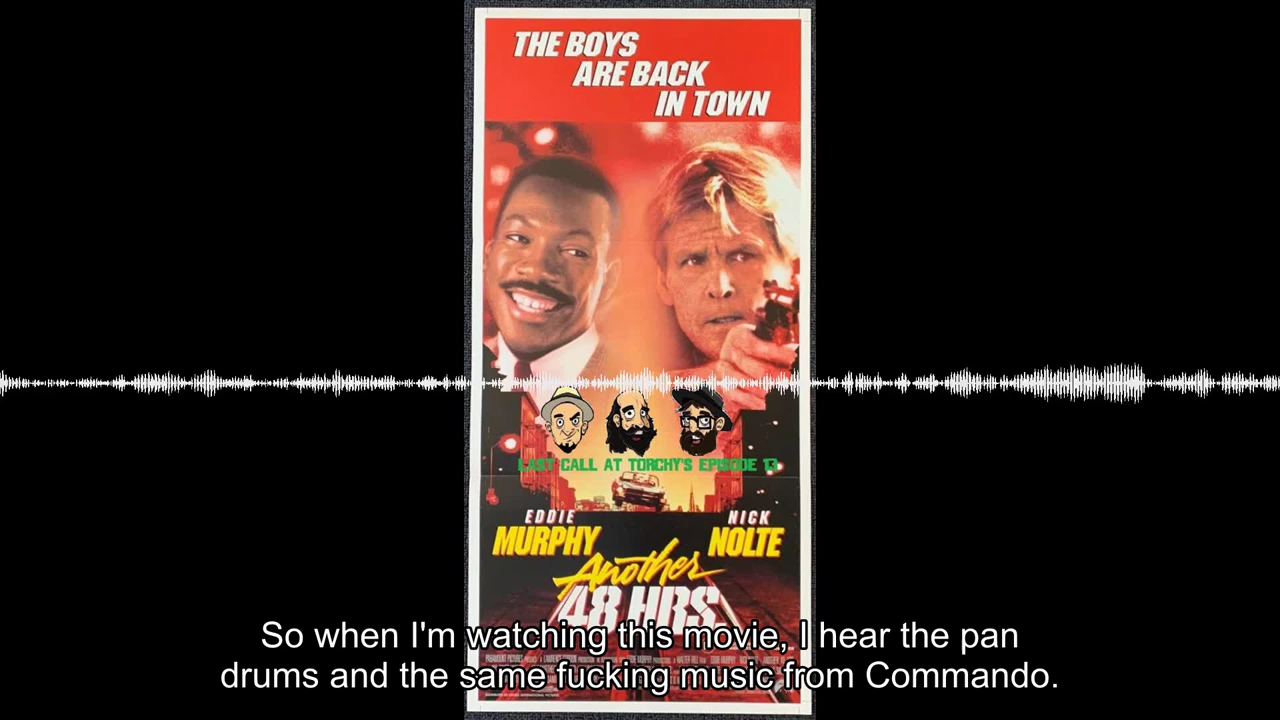 THE BOYS
ARE BACK
IN TOWN
LAST CALL AT TORCHY'S EPISODE 13
EDDIE
MURPHY
NICK
NOLTE
Another
48 HRS.
So when I'm watching this movie, I hear the pan
drums and the same fucking music from Commando.